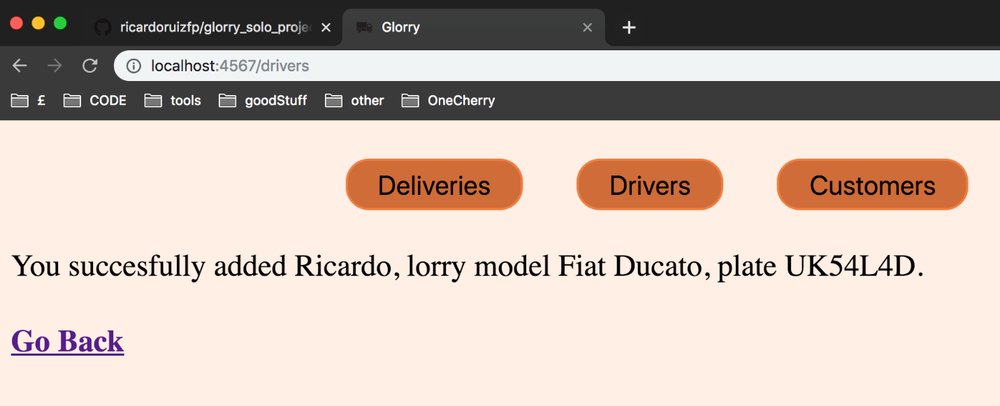 ricardoruizfp/glorry_solo_proje
Glorry
localhost:4567/drivers
£ CODE tools goodStuff other OneCherry
Deliveries Drivers Customers
You succesfully added Ricardo, lorry model Fiat Ducato, plate UK54L4D.
Go Back